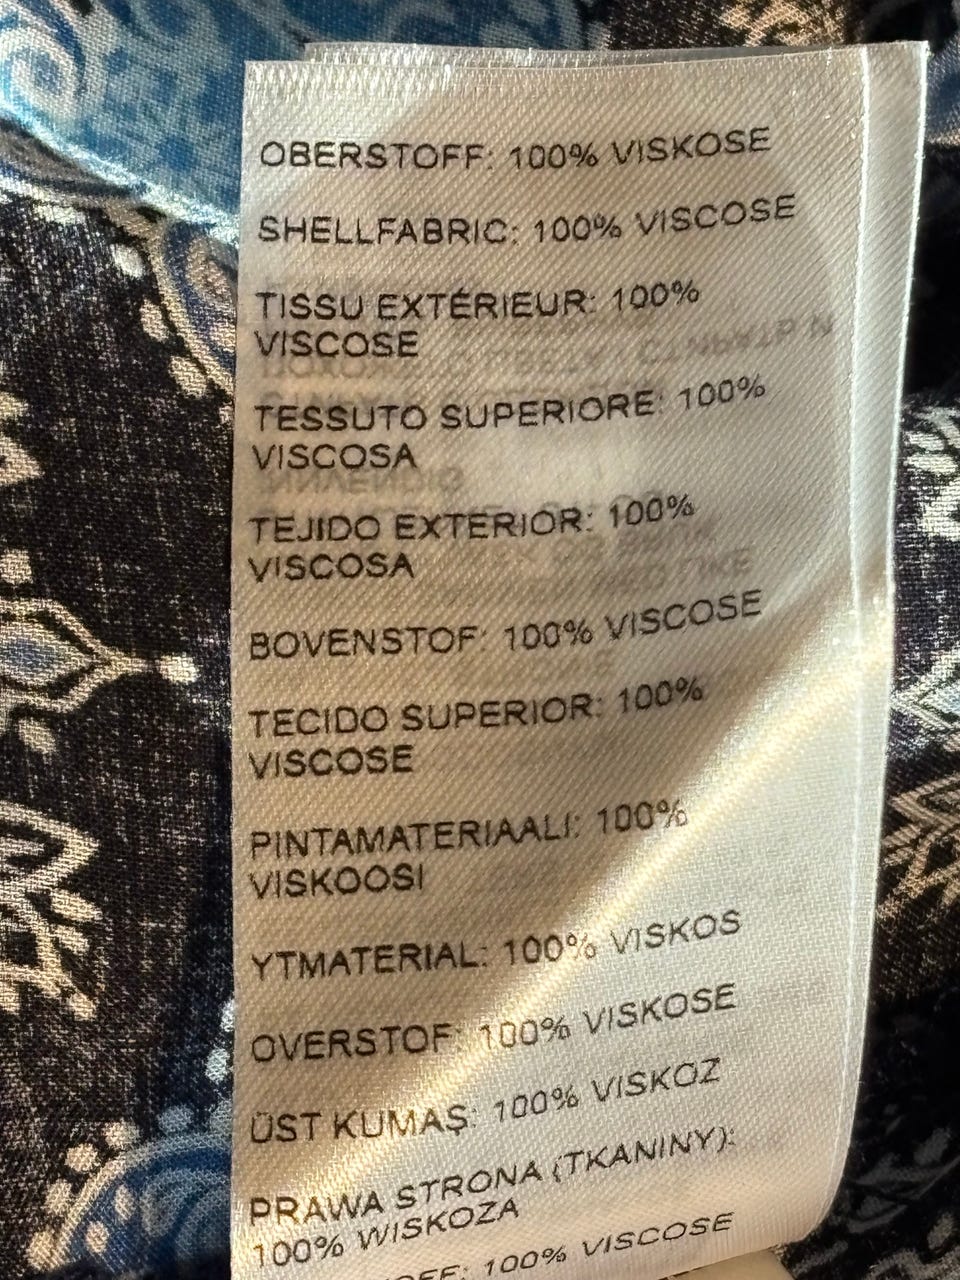 OBERSTOFF: 100% VISKOSE
SHELLFABRIC: 100% VISCOSE
TISSU EXTÉRIEUR: 100%
VISCOSE
TESSUTO SUPERIORE: 100%
VISCOSA
TEJIDO EXTERIOR: 100%
VISCOSA
BOVENSTOF: 100% VISCOSE
TECIDO SUPERIOR: 100%
VISCOSE
PINTAMATERIAALI: 100%
VISKOOSI
YTMATERIAL: 100% VISKOS
OVERSTOF: 100% VISKOSE
ÜST KUMAŞ: 100% VISKOZ
PRAWA STRONA (TKANINY):
100% WISKOZA
100% VISCOSE